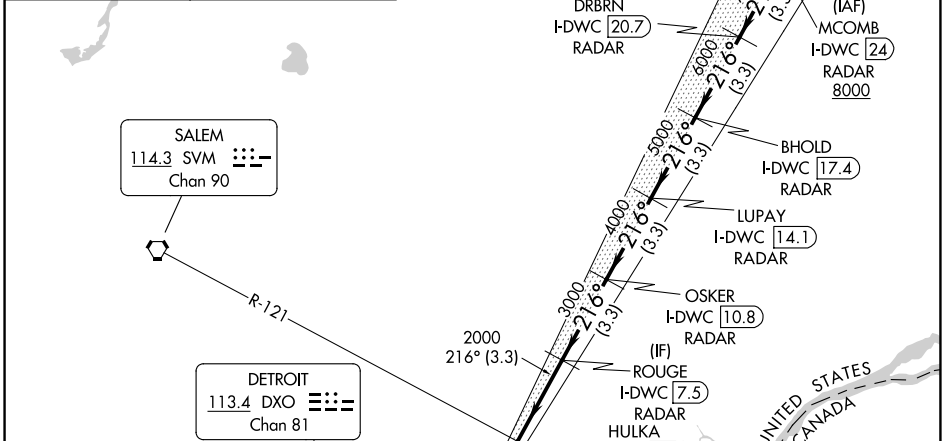 DRBRN
I-DWC 20.7
RADAR
(IAF)
MCOMB
I-DWC 24
RADAR
8000
(3.3)
6000
216°
(3.3)
SALEM
114.3 SVM
Chan 90
5000
216°
(3.3)
BHOLD
I-DWC 17.4
RADAR
4000
216°
(3.3)
LUPAY
I-DWC 14.1
RADAR
R-121
3000
216°
(3.3)
OSKER
I-DWC 10.8
RADAR
2000
216° (3.3)
(IF)
ROUGE
I-DWC 7.5
RADAR
HULKA
DETROIT
113.4 DXO
Chan 81
UNITED STATES
CANADA